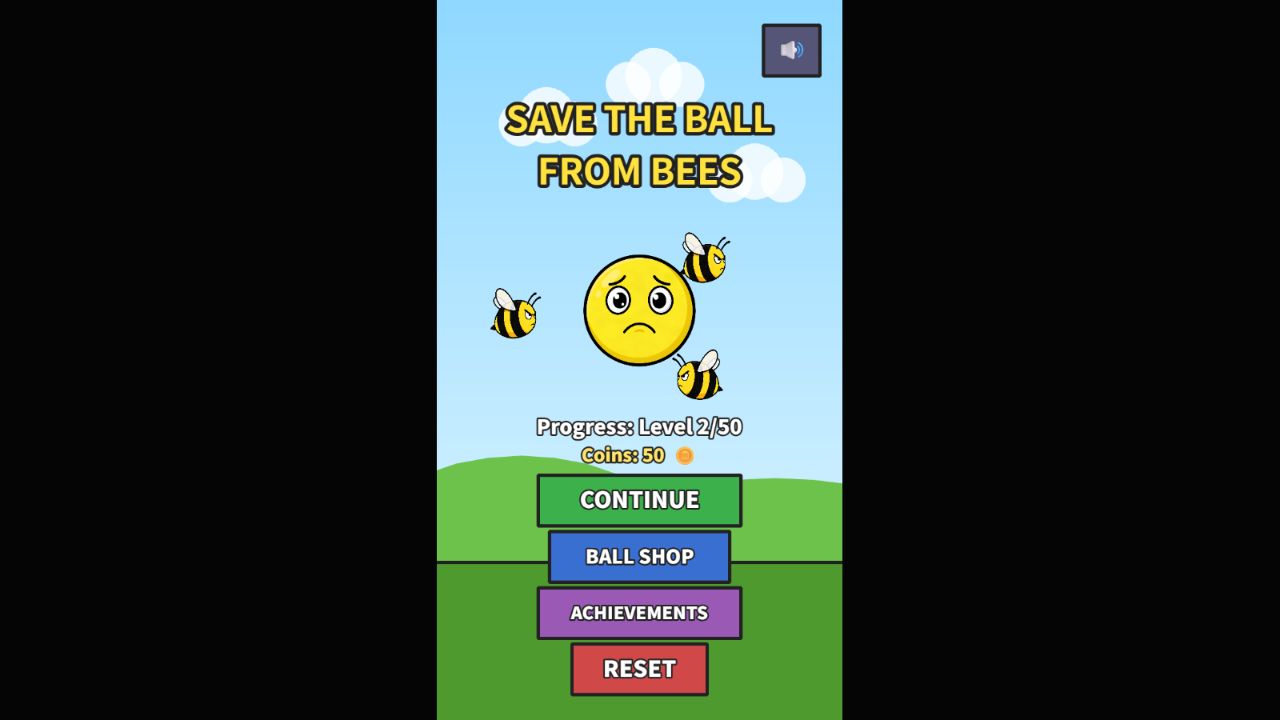 SAVE THE BALL
FROM BEES
Progress: Level 2/50
Coins: 50
CONTINUE
BALL SHOP
ACHIEVEMENTS
RESET